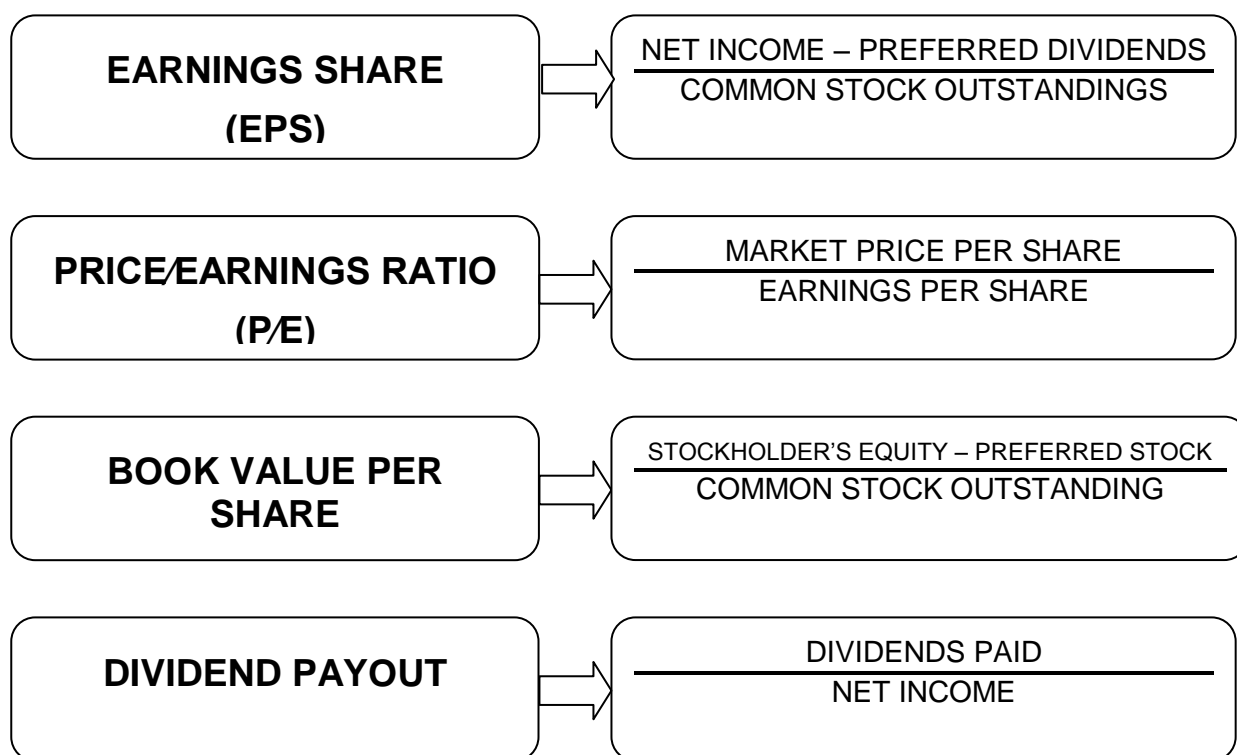 EARNINGS SHARE
(EPS)
NET INCOME – PREFERRED DIVIDENDS
COMMON STOCK OUTSTANDINGS
PRICE/EARNINGS RATIO
(P/E)
MARKET PRICE PER SHARE
EARNINGS PER SHARE
BOOK VALUE PER
SHARE
STOCKHOLDER’S EQUITY – PREFERRED STOCK
COMMON STOCK OUTSTANDING
DIVIDEND PAYOUT
DIVIDENDS PAID
NET INCOME